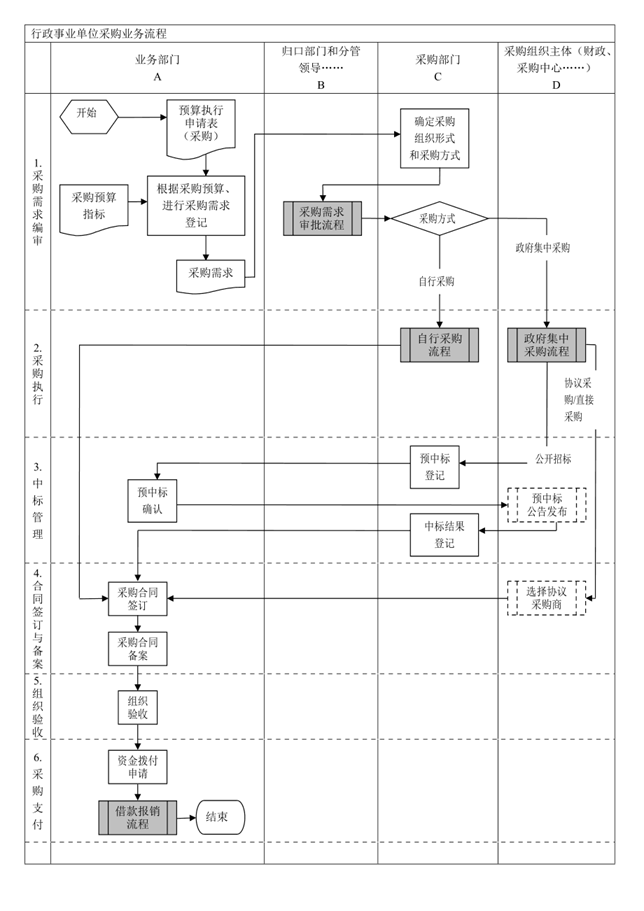 行政事业单位采购业务流程
业务部门
A
归口部门和分管
领导……
B
采购部门
C
采购组织主体（财政、
采购中心……）
D
1.
采购需求编审
开始
预算执行
申请表
（采购）
确定采购
组织形式
和采购方式
采购预算
指标
根据采购预算、
进行采购需求
登记
采购需求
审批流程
采购方式
政府集中采购
采购需求
自行采购
2.
采购执行
自行采购
流程
政府集中
采购流程
协议采
购/直接
采购
3.
中标管理
公开招标
预中标
登记
预中标
确认
预中标
公告发布
中标结果
登记
4.
合同签订与备案
采购合同
签订
选择协议
采购商
采购合同
备案
5.
组织验收
组织
验收
6.
采购支付
资金拨付
申请
借款报销
流程
结束